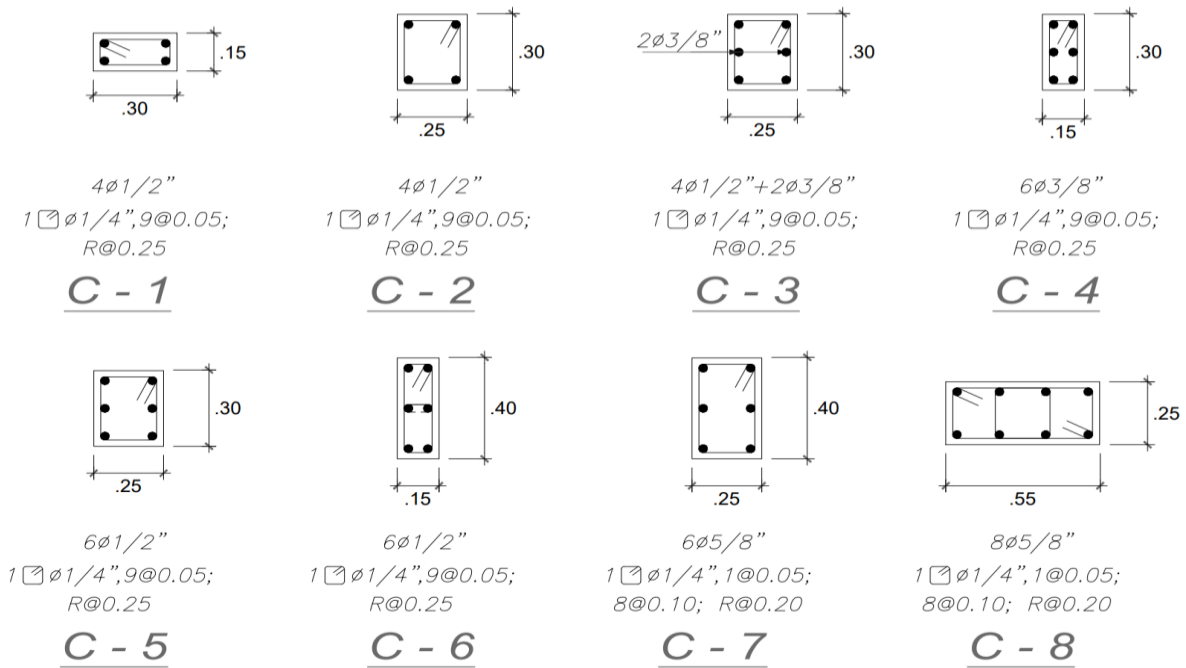 .15
.30
4ø1/2"
1 ø1/4",9@0.05;
R@0.25
C - 1
.30
.25
4ø1/2"
1 ø1/4",9@0.05;
R@0.25
C - 2
2ø3/8"
.30
.25
4ø1/2"+2ø3/8"
1 ø1/4",9@0.05;
R@0.25
C - 3
.30
.15
6ø3/8"
1 ø1/4",9@0.05;
R@0.25
C - 4
.30
.25
6ø1/2"
1 ø1/4",9@0.05;
R@0.25
C - 5
.40
.15
6ø1/2"
1 ø1/4",9@0.05;
R@0.25
C - 6
.40
.25
6ø5/8"
1 ø1/4",1@0.05;
8@0.10; R@0.20
C - 7
.25
.55
8ø5/8"
1 ø1/4",1@0.05;
8@0.10; R@0.20
C - 8